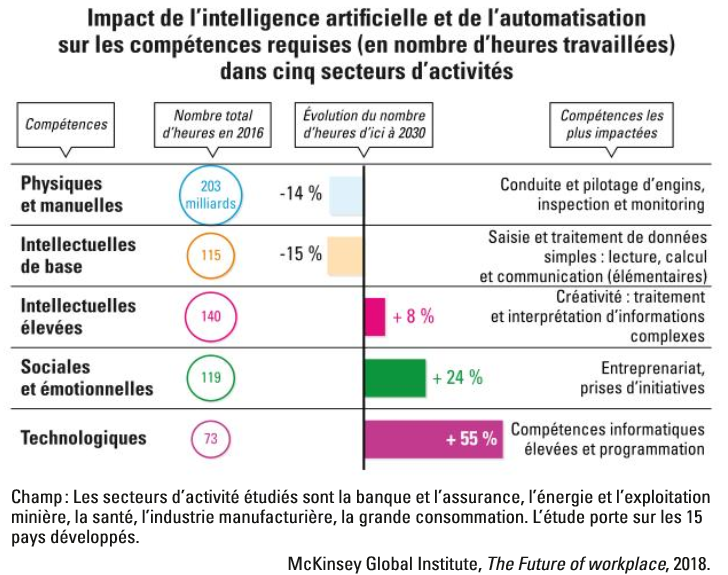 Impact de l'intelligence artificielle et de l'automatisation
sur les compétences requises (en nombre d'heures travaillées)
dans cinq secteurs d'activités
Compétences
Nombre total
d'heures en 2016
Évolution du nombre
d'heures d'ici à 2030
Compétences les
plus impactées
Physiques
et manuelles
203
milliards
-14 %
Conduite et pilotage d'engins,
inspection et monitoring
Intellectuelles
de base
115
-15 %
Saisie et traitement de données
simples : lecture, calcul
et communication (élémentaires)
Intellectuelles
élevées
140
+ 8 %
Créativité : traitement
et interprétation d'informations
complexes
Sociales
et émotionnelles
119
+ 24 %
Entreprenariat,
prises d'initiatives
Technologiques
73
+ 55 %
Compétences informatiques
élevées et programmation
Champ : Les secteurs d'activité étudiés sont la banque et l'assurance, l'énergie et l'exploitation
minière, la santé, l'industrie manufacturière, la grande consommation. L'étude porte sur les 15
pays développés.
McKinsey Global Institute, The Future of workplace, 2018.